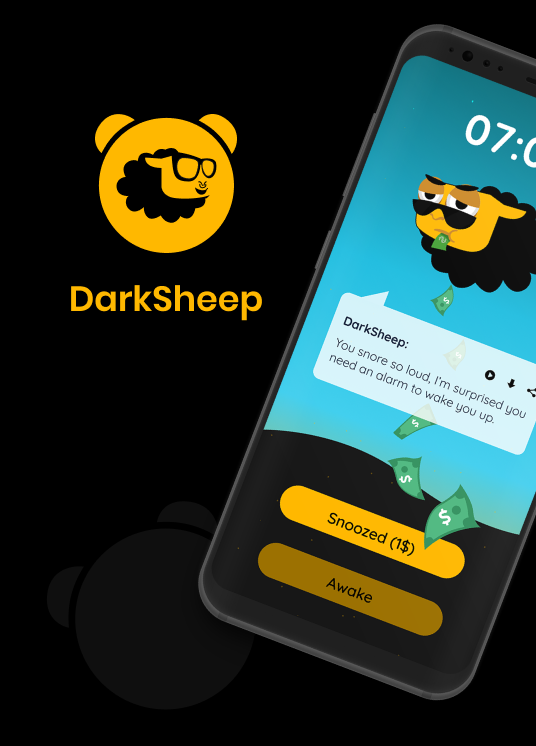 07:0
DarkSheep
DarkSheep:
You snore so loud, I'm surprised you
need an alarm to wake you up.
Snoozed (1$)
Awake